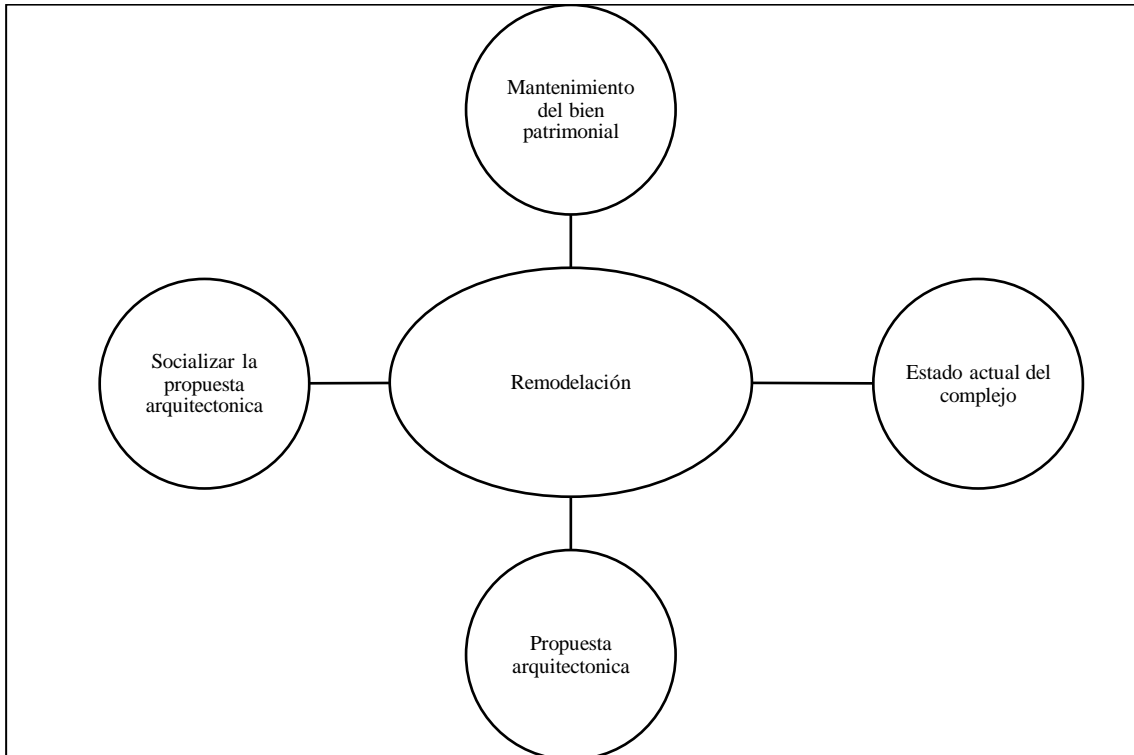 Mantenimiento
del bien
patrimonial
Socializar la
propuesta
arquitectonica
Remodelación
Estado actual del
complejo
Propuesta
arquitectonica